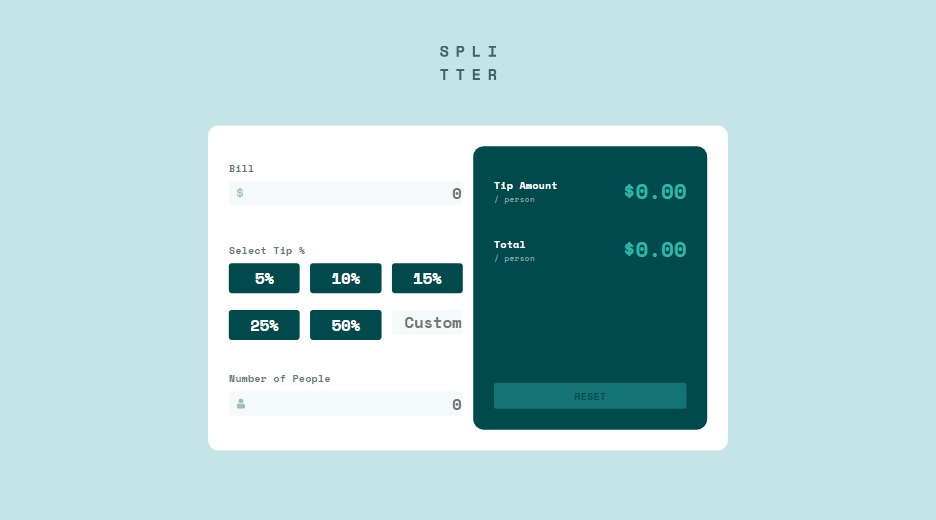 SPLI
TTER
Bill
$ 0
Select Tip %
5% 10% 15%
25% 50% Custom
Number of People
0
Tip Amount
/ person
$0.00
Total
/ person
$0.00
RESET